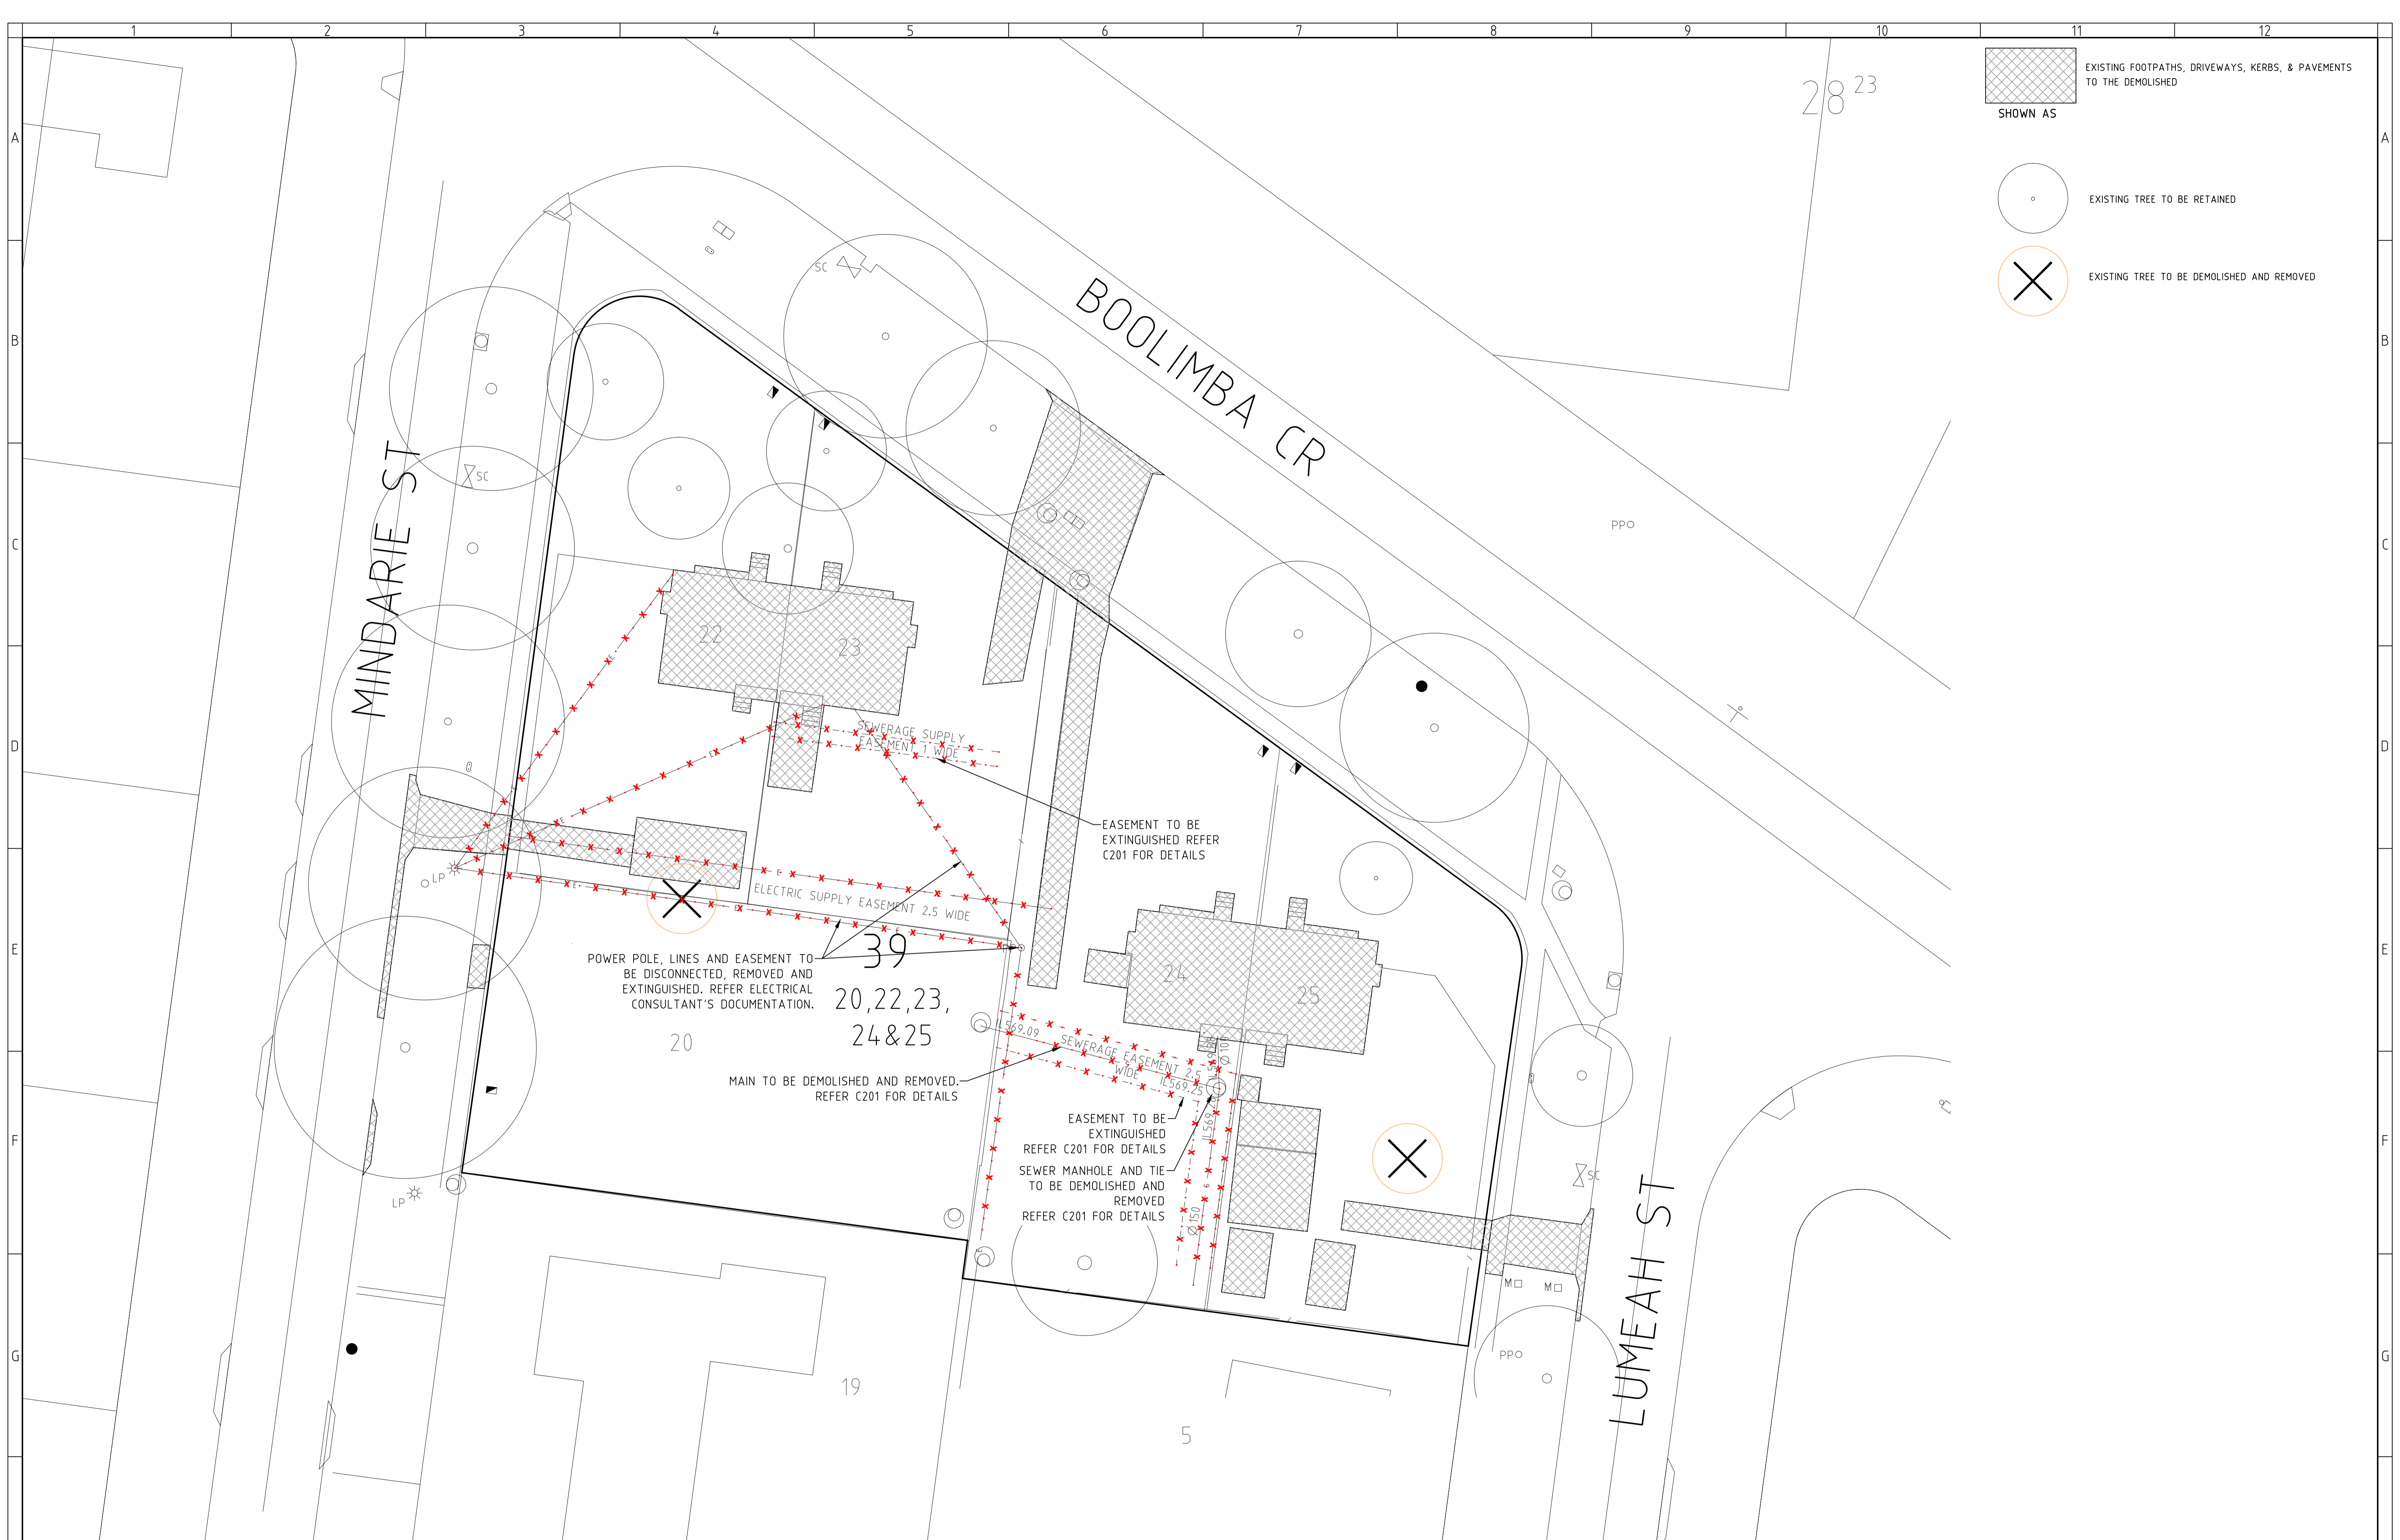 1 2 3 4 5 6 7 8 9 10 11 12
EXISTING FOOTPATHS, DRIVEWAYS, KERBS, & PAVEMENTS
TO THE DEMOLISHED
SHOWN AS
28 23
A A
EXISTING TREE TO BE RETAINED
EXISTING TREE TO BE DEMOLISHED AND REMOVED
SC
BOOLIMBA CR
B B
MINDARIE ST
SC
C C
PP
22
23
SEWERAGE SUPPLY
EASEMENT 1 WIDE
D D
EASEMENT TO BE
EXTINGUISHED REFER
C201 FOR DETAILS
LP
ELECTRIC SUPPLY EASEMENT 2.5 WIDE
E E
39
POWER POLE, LINES AND EASEMENT TO
BE DISCONNECTED, REMOVED AND
EXTINGUISHED. REFER ELECTRICAL
CONSULTANT'S DOCUMENTATION.
20,22,23,
24&25
24
25
20
IL569.09
SEWERAGE EASEMENT 2.5
WIDE
IL569.25
Ø100
MAIN TO BE DEMOLISHED AND REMOVED.
REFER C201 FOR DETAILS
EASEMENT TO BE
EXTINGUISHED
REFER C201 FOR DETAILS
F F
SEWER MANHOLE AND TIE
TO BE DEMOLISHED AND
REMOVED
REFER C201 FOR DETAILS
Ø150
SC
LP
LUMEAH ST
M M
PP
G G
19
5